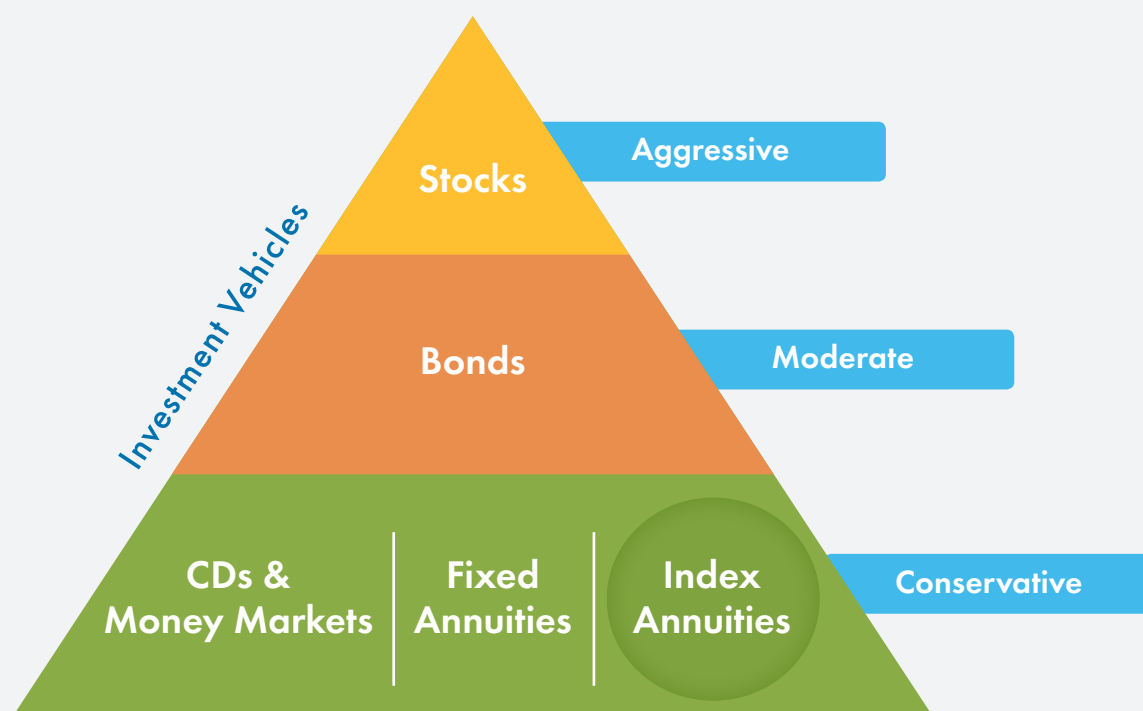 Stocks
Aggressive
Investment Vehicles
Bonds
Moderate
CDs &
Money Markets
Fixed
Annuities
Index
Annuities
Conservative